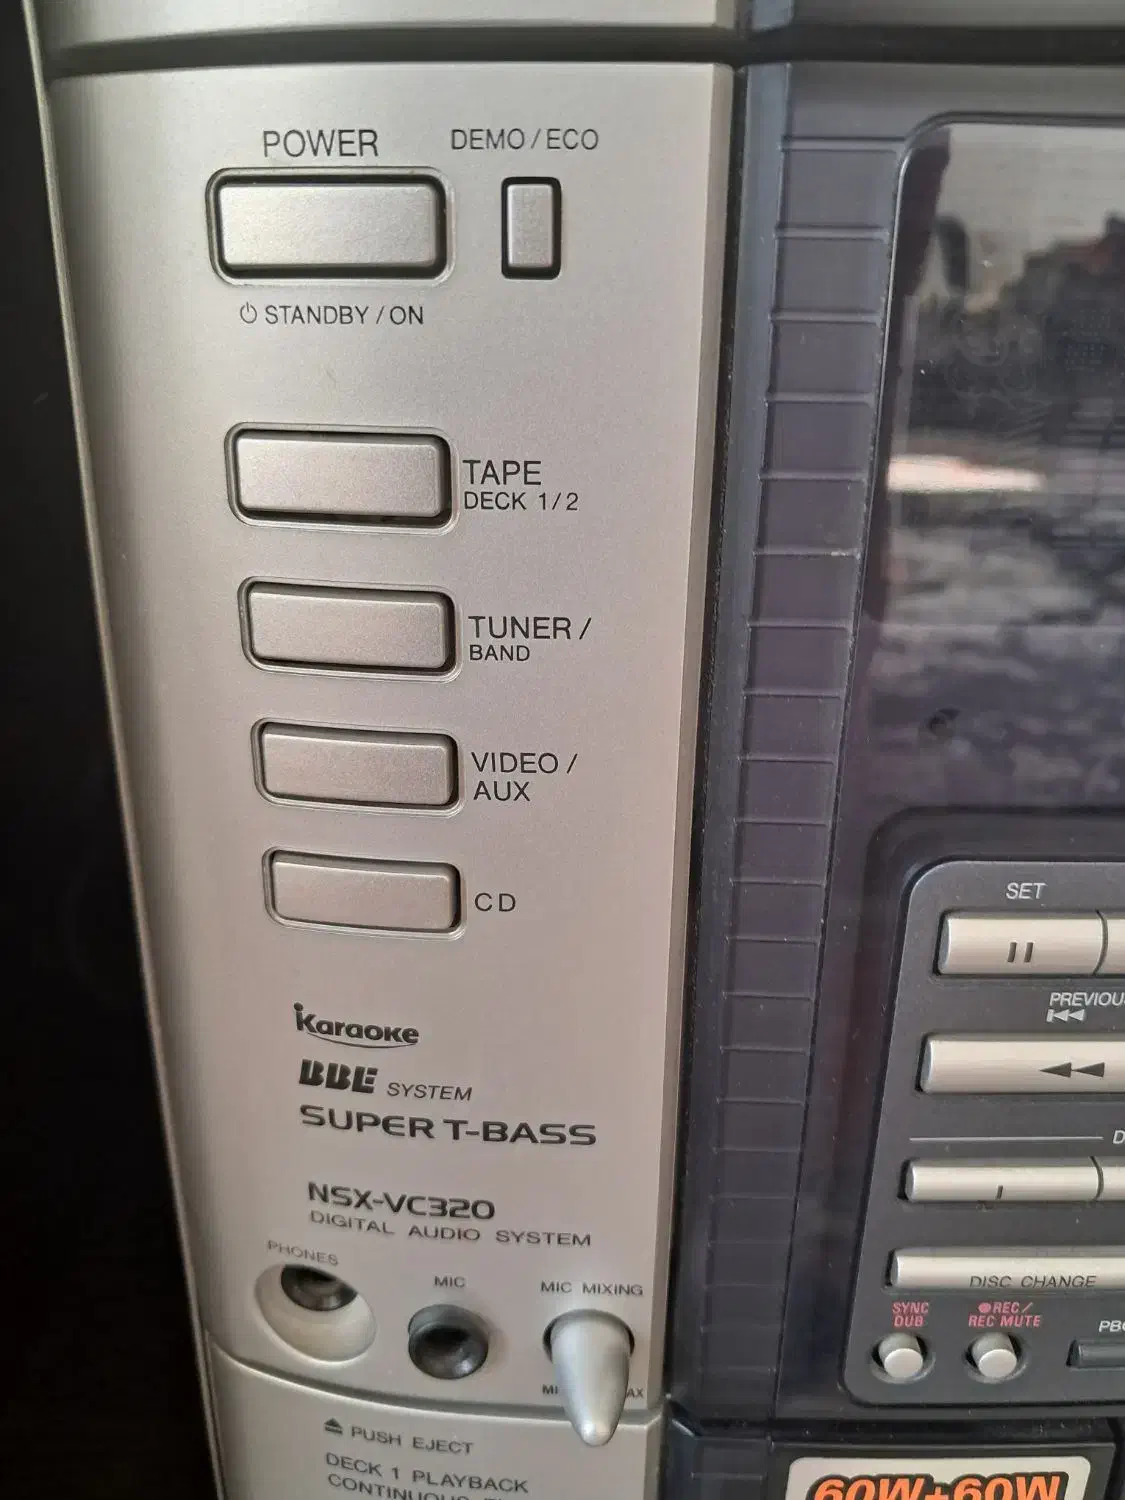 POWER
DEMO/ECO
STANDBY/ON
TAPE
DECK 1/2
TUNER/
BAND
VIDEO/
AUX
CD
Karaoke
BBE SYSTEM
SUPER T-BASS
NSX-VC320
DIGITAL AUDIO SYSTEM
PHONES
MIC
MIC MIXING
PUSH EJECT
DECK 1 PLAYBACK
SET
DISC CHANGE
SYNC
DUB
REC/
REC MUTE
60W+60W